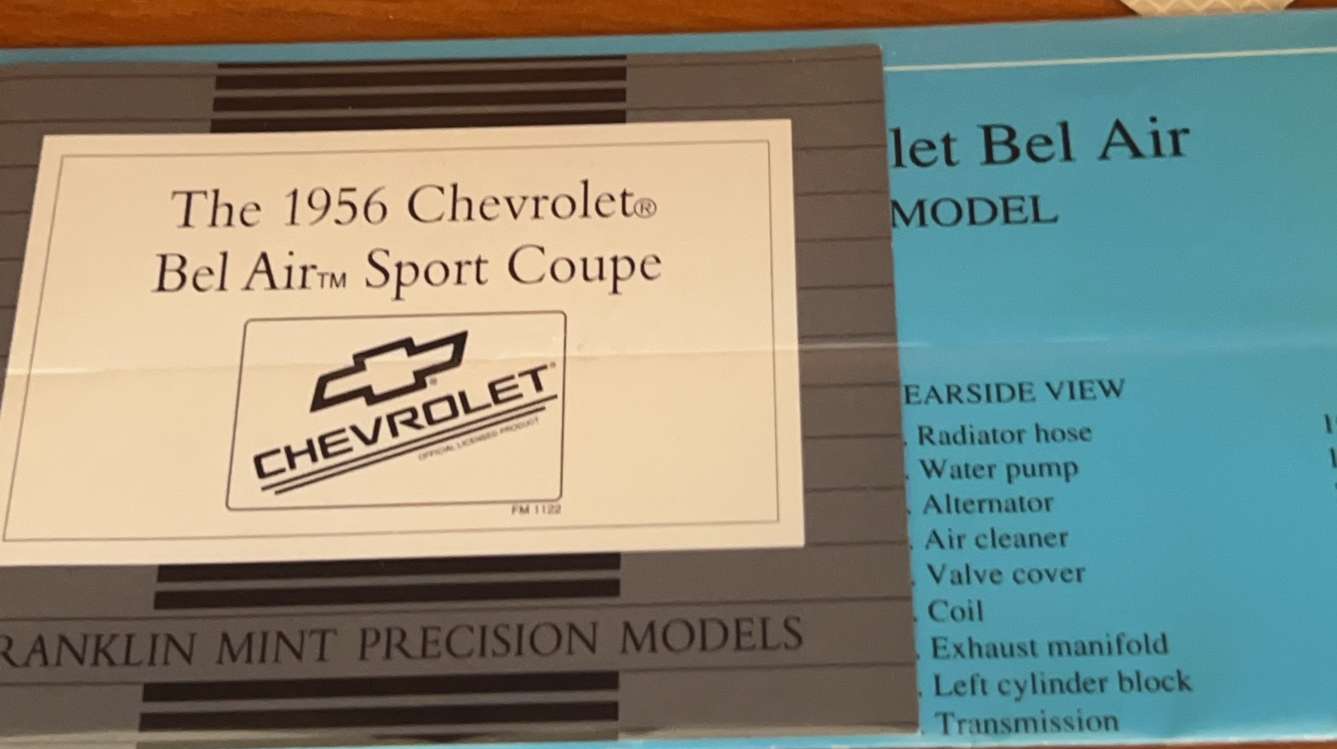 The 1956 Chevrolet®
Bel Air™ Sport Coupe
CHEVROLET®
OFFICIAL LICENSED PRODUCT
FM 1122
RANKLIN MINT PRECISION MODELS
let Bel Air
MODEL
EARSIDE VIEW
. Radiator hose
. Water pump
. Alternator
. Air cleaner
. Valve cover
. Coil
. Exhaust manifold
. Left cylinder block
. Transmission